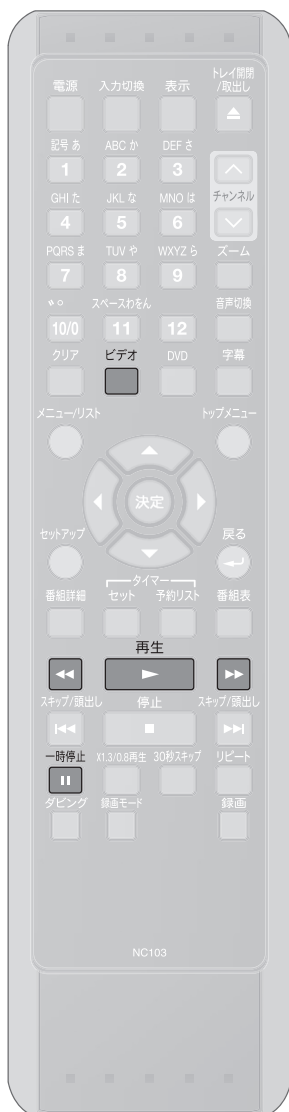 トレイ開閉
電源 入力切換 表示 /取出し
記号 あ ABC か DEF さ
1 2 3
GHI た JKL な MNO は チャンネル
4 5 6
PQRS ま TUV や WXYZ ら ズーム
7 8 9
゛゜ スペースわをん 音声切換
10/0 11 12
クリア ビデオ DVD 字幕
メニュー/リスト トップメニュー
決定
セットアップ 戻る
タイマー
番組詳細 セット 予約リスト 番組表
再生
スキップ/頭出し 停止 スキップ/頭出し
一時停止 X1.3/0.8再生 30秒スキップ リピート
ダビング 録画モード 録画
NC103